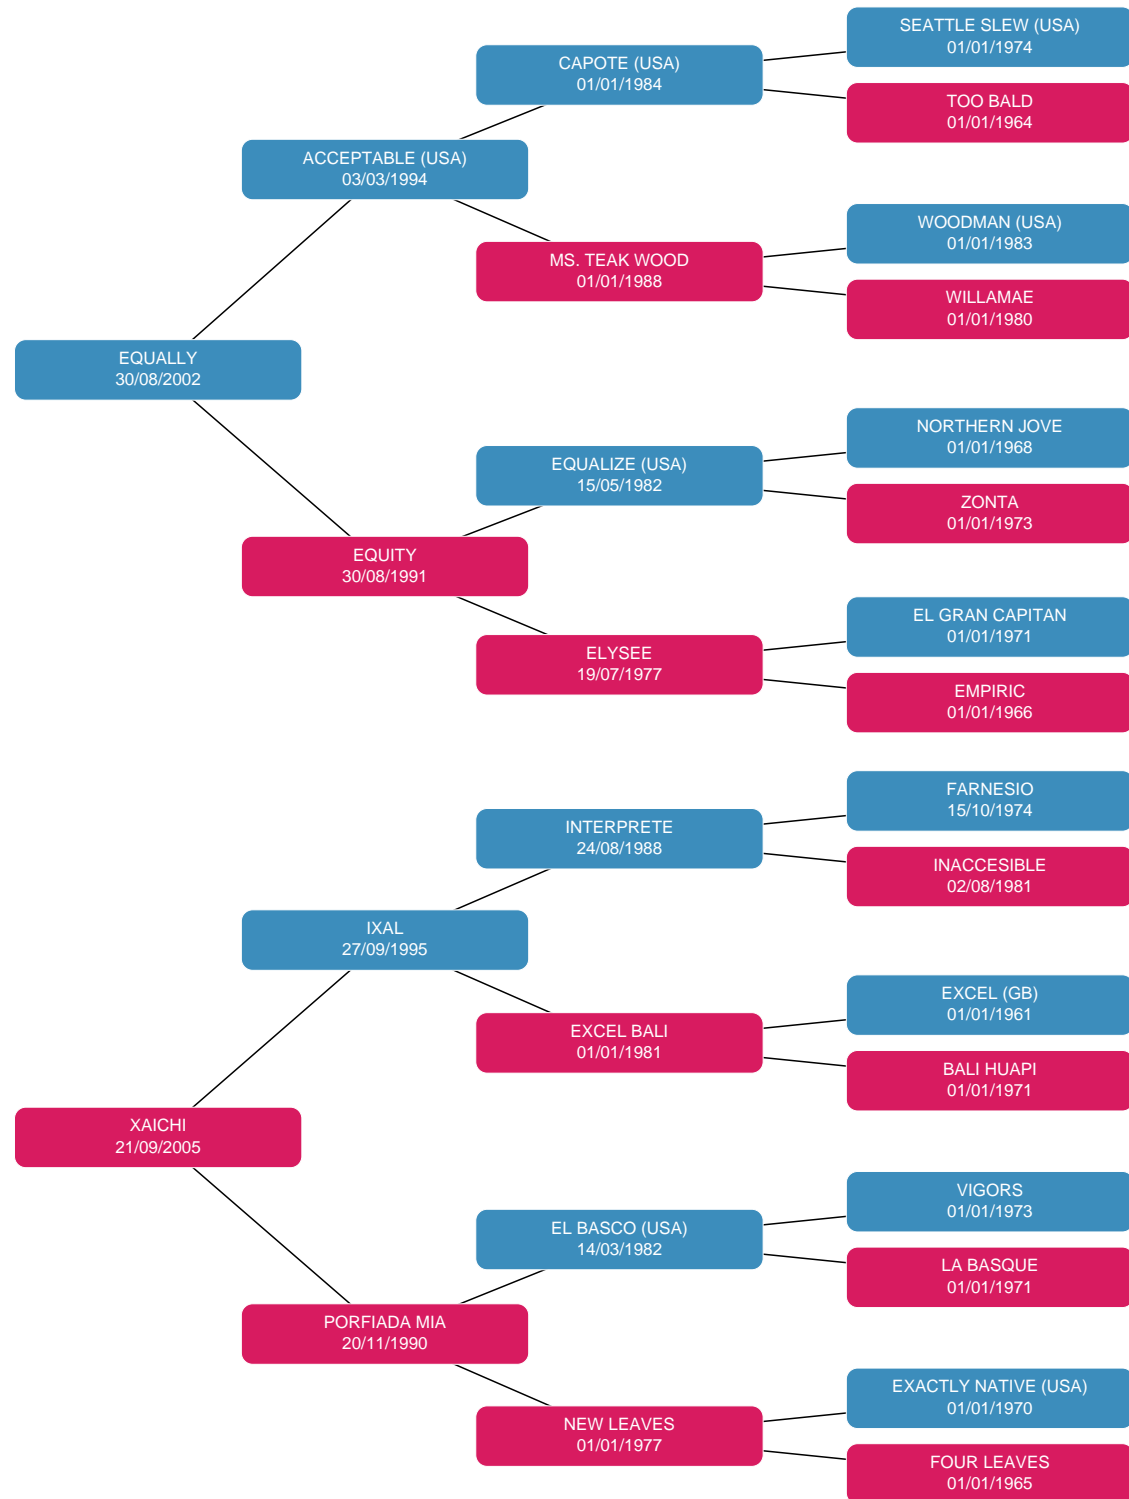 SEATTLE SLEW (USA)
01/01/1974
CAPOTE (USA)
01/01/1984
TOO BALD
01/01/1964
ACCEPTABLE (USA)
03/03/1994
WOODMAN (USA)
01/01/1983
MS. TEAK WOOD
01/01/1988
WILLAMAE
01/01/1980
EQUALLY
30/08/2002
NORTHERN JOVE
01/01/1968
EQUALIZE (USA)
15/05/1982
ZONTA
01/01/1973
EQUITY
30/08/1991
EL GRAN CAPITAN
01/01/1971
ELYSEE
19/07/1977
EMPIRIC
01/01/1966
FARNESIO
15/10/1974
INTERPRETE
24/08/1988
INACCESIBLE
02/08/1981
IXAL
27/09/1995
EXCEL (GB)
01/01/1961
EXCEL BALI
01/01/1981
BALI HUAPI
01/01/1971
XAICHI
21/09/2005
VIGORS
01/01/1973
EL BASCO (USA)
14/03/1982
LA BASQUE
01/01/1971
PORFIADA MIA
20/11/1990
EXACTLY NATIVE (USA)
01/01/1970
NEW LEAVES
01/01/1977
FOUR LEAVES
01/01/1965